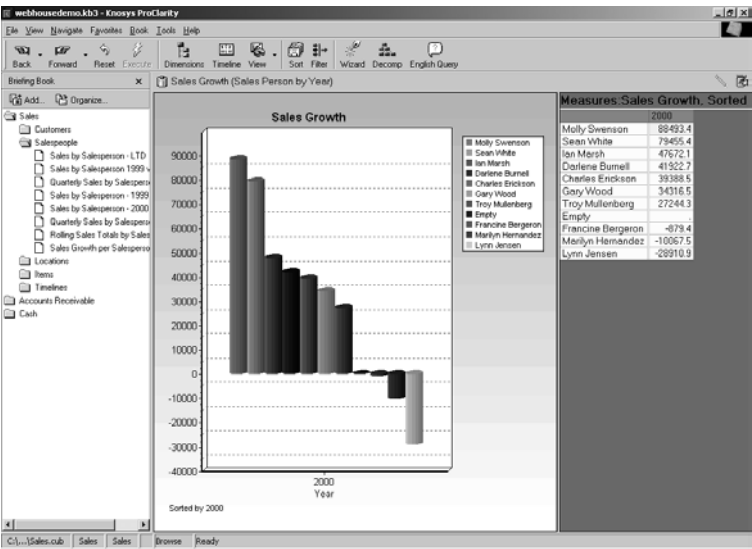 webhousedemo.kb3 - Knosys ProClarity
File View Navigate Favorites Book Tools Help
Back Forward Reset Execute Dimensions Timeline View Sort Filter Wizard Decomp English Query
Briefing Book
Sales Growth (Sales Person by Year)
Add... Organize...
Sales
Customers
Salespeople
Sales by Salesperson - LTD
Sales by Salesperson 1999 v
Quarterly Sales by Salesperso
Sales by Salesperson - 1999
Sales by Salesperson - 2000
Quarterly Sales by Salesperso
Rolling Sales Totals by Sales
Sales Growth per Salesperso
Locations
Items
Timelines
Accounts Receivable
Cash
Sales Growth
90000
80000
70000
60000
50000
40000
30000
20000
10000
0
-10000
-20000
-30000
-40000
2000
Year
Sorted by 2000
Molly Swenson
Sean White
Ian Marsh
Darlene Burnell
Charles Erickson
Gary Wood
Troy Mullenberg
Empty
Francine Bergeron
Marilyn Hernandez
Lynn Jensen
Measures:Sales Growth, Sorted
2000
Molly Swenson 88493.4
Sean White 79455.4
Ian Marsh 47672.1
Darlene Burnell 41922.7
Charles Erickson 39388.5
Gary Wood 34316.5
Troy Mullenberg 27244.3
Empty .
Francine Bergeron -879.4
Marilyn Hernandez -10067.5
Lynn Jensen -28910.9
C:\...\Sales.cub Sales Sales Browse Ready